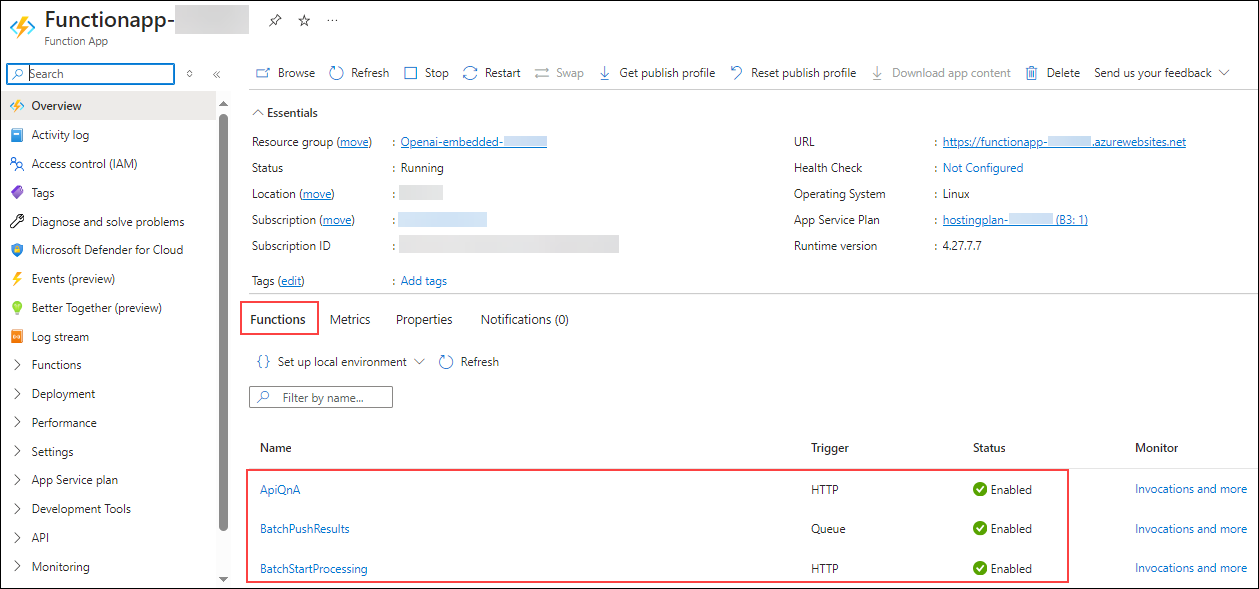 Functionapp-
Function App
Search
Browse Refresh Stop Restart Swap Get publish profile Reset publish profile Download app content Delete Send us your feedback
Overview
Activity log
Access control (IAM)
Tags
Diagnose and solve problems
Microsoft Defender for Cloud
Events (preview)
Better Together (preview)
Log stream
Functions
Deployment
Performance
Settings
App Service plan
Development Tools
API
Monitoring
Essentials
Resource group (move) : Openai-embedded-
Status : Running
Location (move) :
Subscription (move) :
Subscription ID :
Tags (edit) : Add tags
URL : https://functionapp- .azurewebsites.net
Health Check : Not Configured
Operating System : Linux
App Service Plan : hostingplan- (B3: 1)
Runtime version : 4.27.7.7
Functions Metrics Properties Notifications (0)
{} Set up local environment Refresh
Filter by name...
Name Trigger Status Monitor
ApiQnA HTTP Enabled Invocations and more
BatchPushResults Queue Enabled Invocations and more
BatchStartProcessing HTTP Enabled Invocations and more